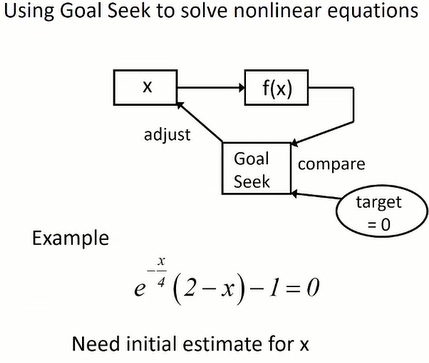 Using Goal Seek to solve nonlinear equations
x
f(x)
adjust
Goal
Seek
compare
target
= 0
Example
e^{-\frac{x}{4}}(2-x)-1=0
Need initial estimate for x